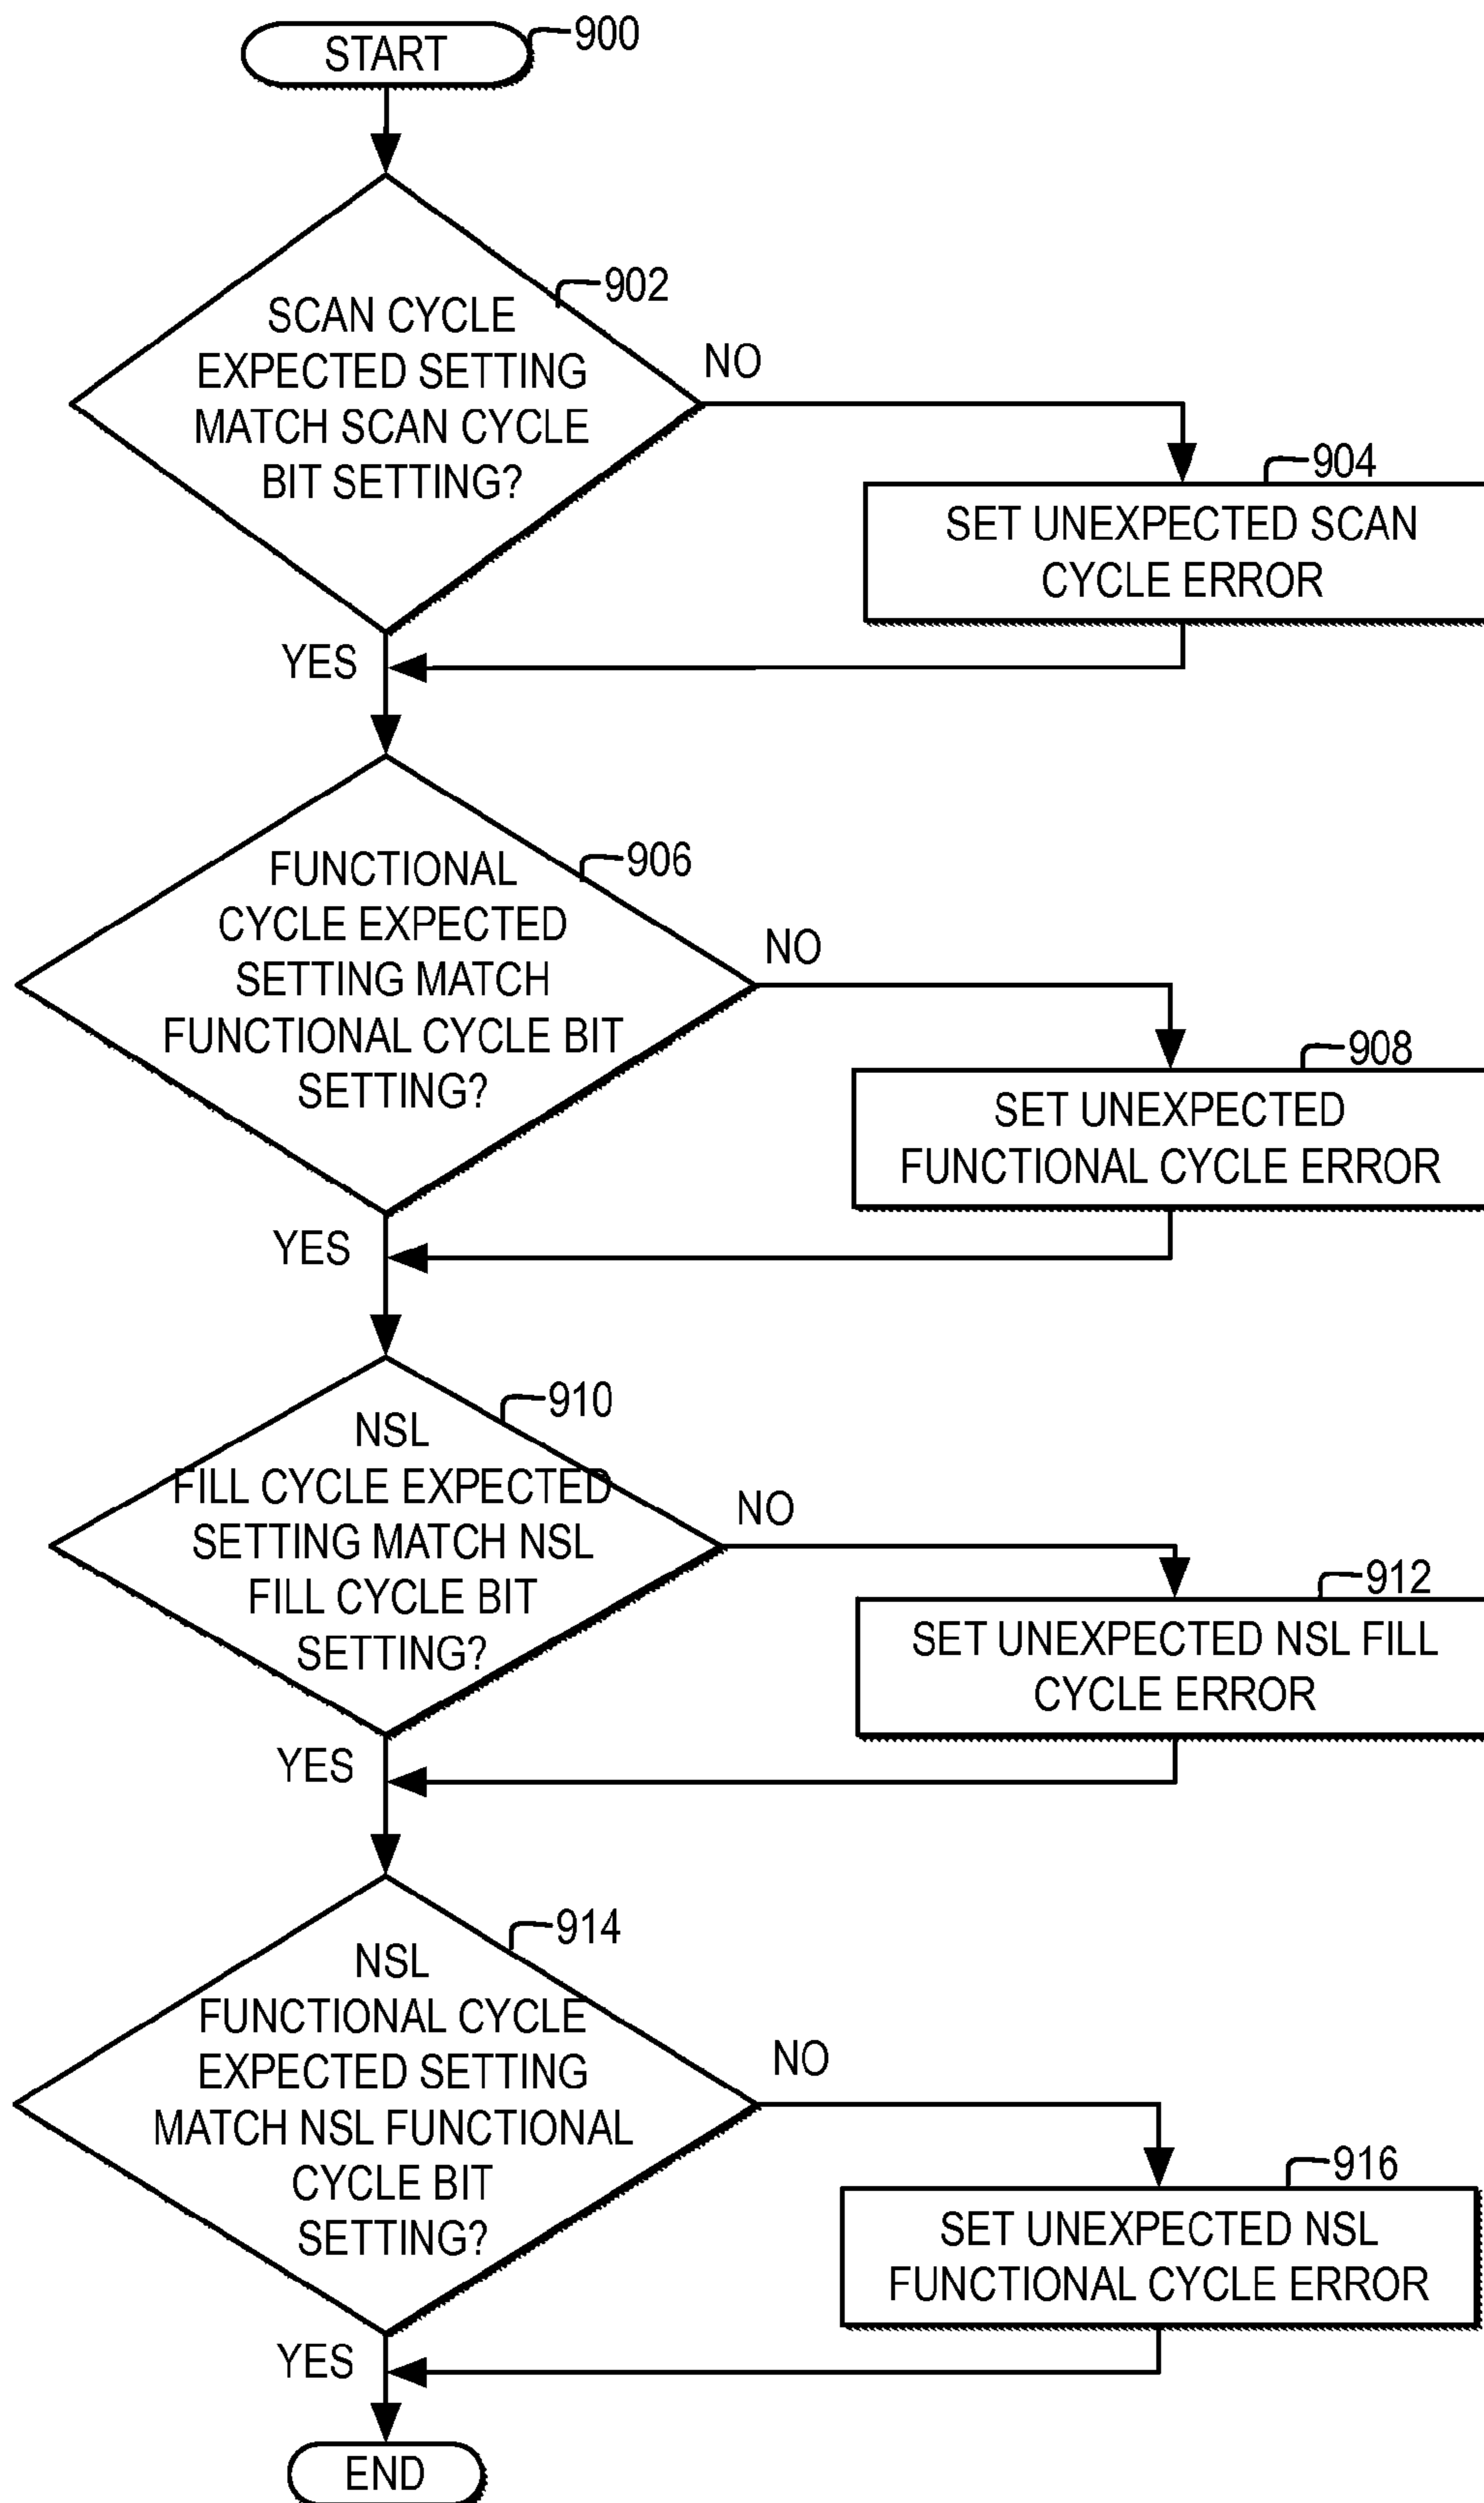 START
900
902
SCAN CYCLE
EXPECTED SETTING
MATCH SCAN CYCLE
BIT SETTING?
NO
904
SET UNEXPECTED SCAN
CYCLE ERROR
YES
906
FUNCTIONAL
CYCLE EXPECTED
SETTING MATCH
FUNCTIONAL CYCLE BIT
SETTING?
NO
908
SET UNEXPECTED
FUNCTIONAL CYCLE ERROR
YES
910
NSL
FILL CYCLE EXPECTED
SETTING MATCH NSL
FILL CYCLE BIT
SETTING?
NO
912
SET UNEXPECTED NSL FILL
CYCLE ERROR
YES
914
NSL
FUNCTIONAL CYCLE
EXPECTED SETTING
MATCH NSL FUNCTIONAL
CYCLE BIT
SETTING?
NO
916
SET UNEXPECTED NSL
FUNCTIONAL CYCLE ERROR
YES
END